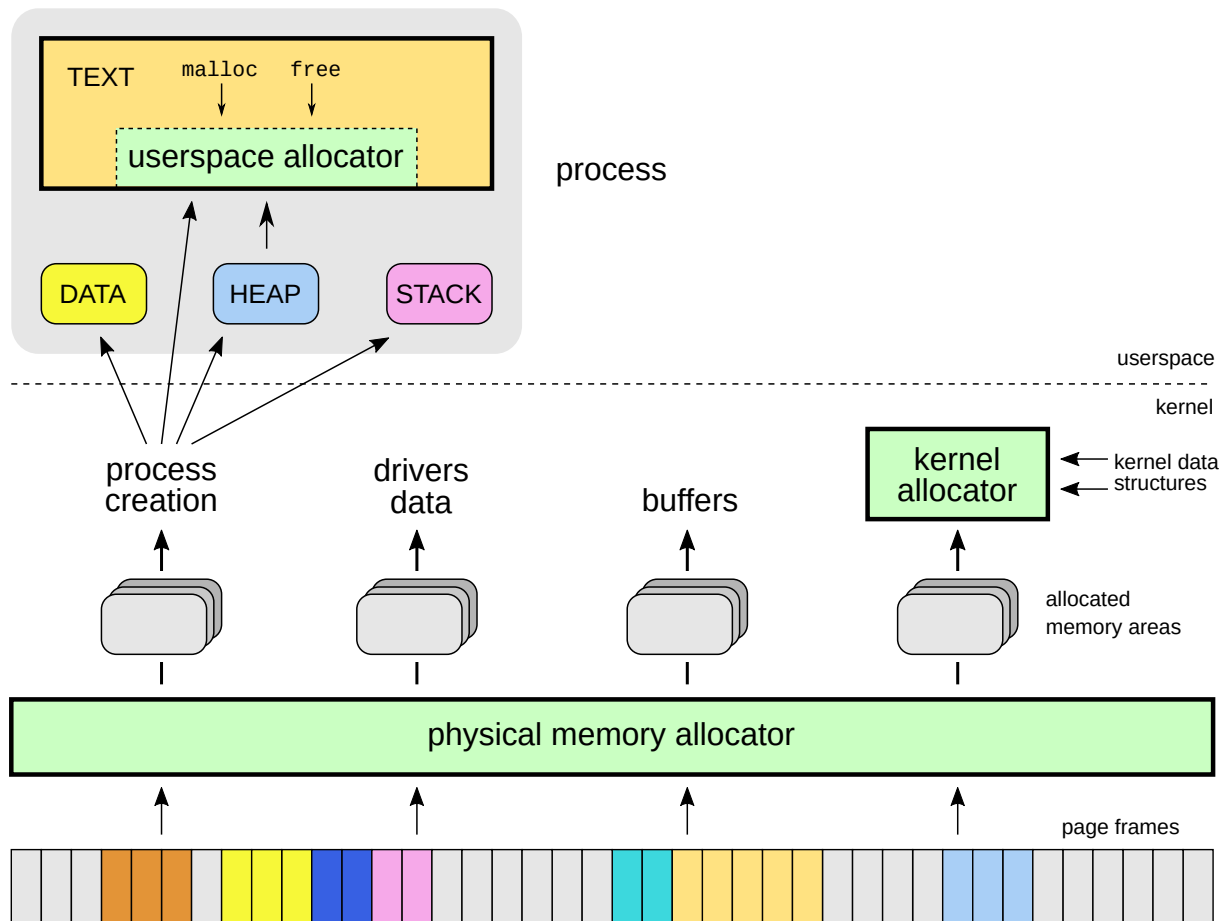 TEXT
malloc free
userspace allocator
process
DATA
HEAP
STACK
userspace
kernel
process
creation
drivers
data
buffers
kernel
allocator
kernel data
structures
allocated
memory areas
physical memory allocator
page frames